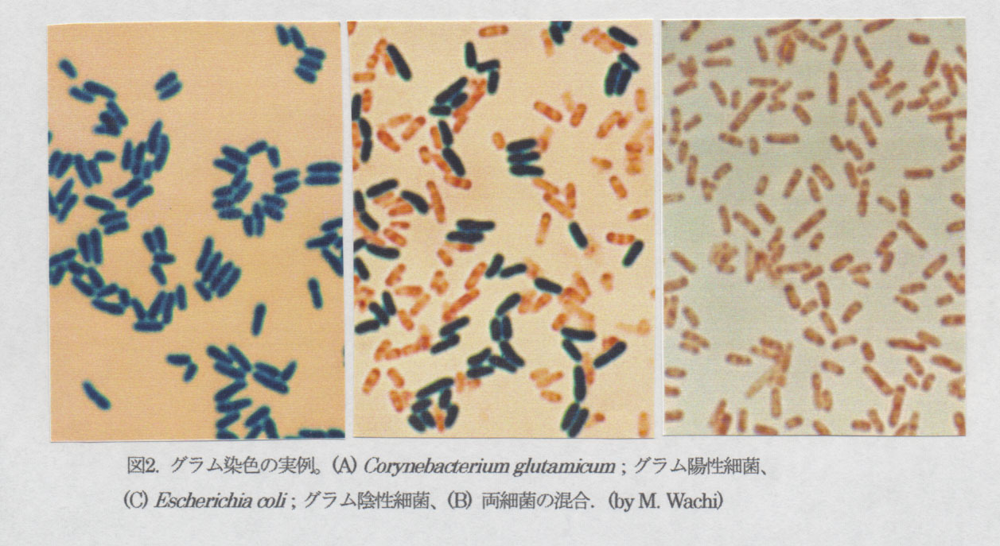 図2. グラム染色の実例。(A) Corynebacterium glutamicum ; グラム陽性細菌、
(C) Escherichia coli ; グラム陰性細菌、(B) 両細菌の混合. (by M. Wachi)